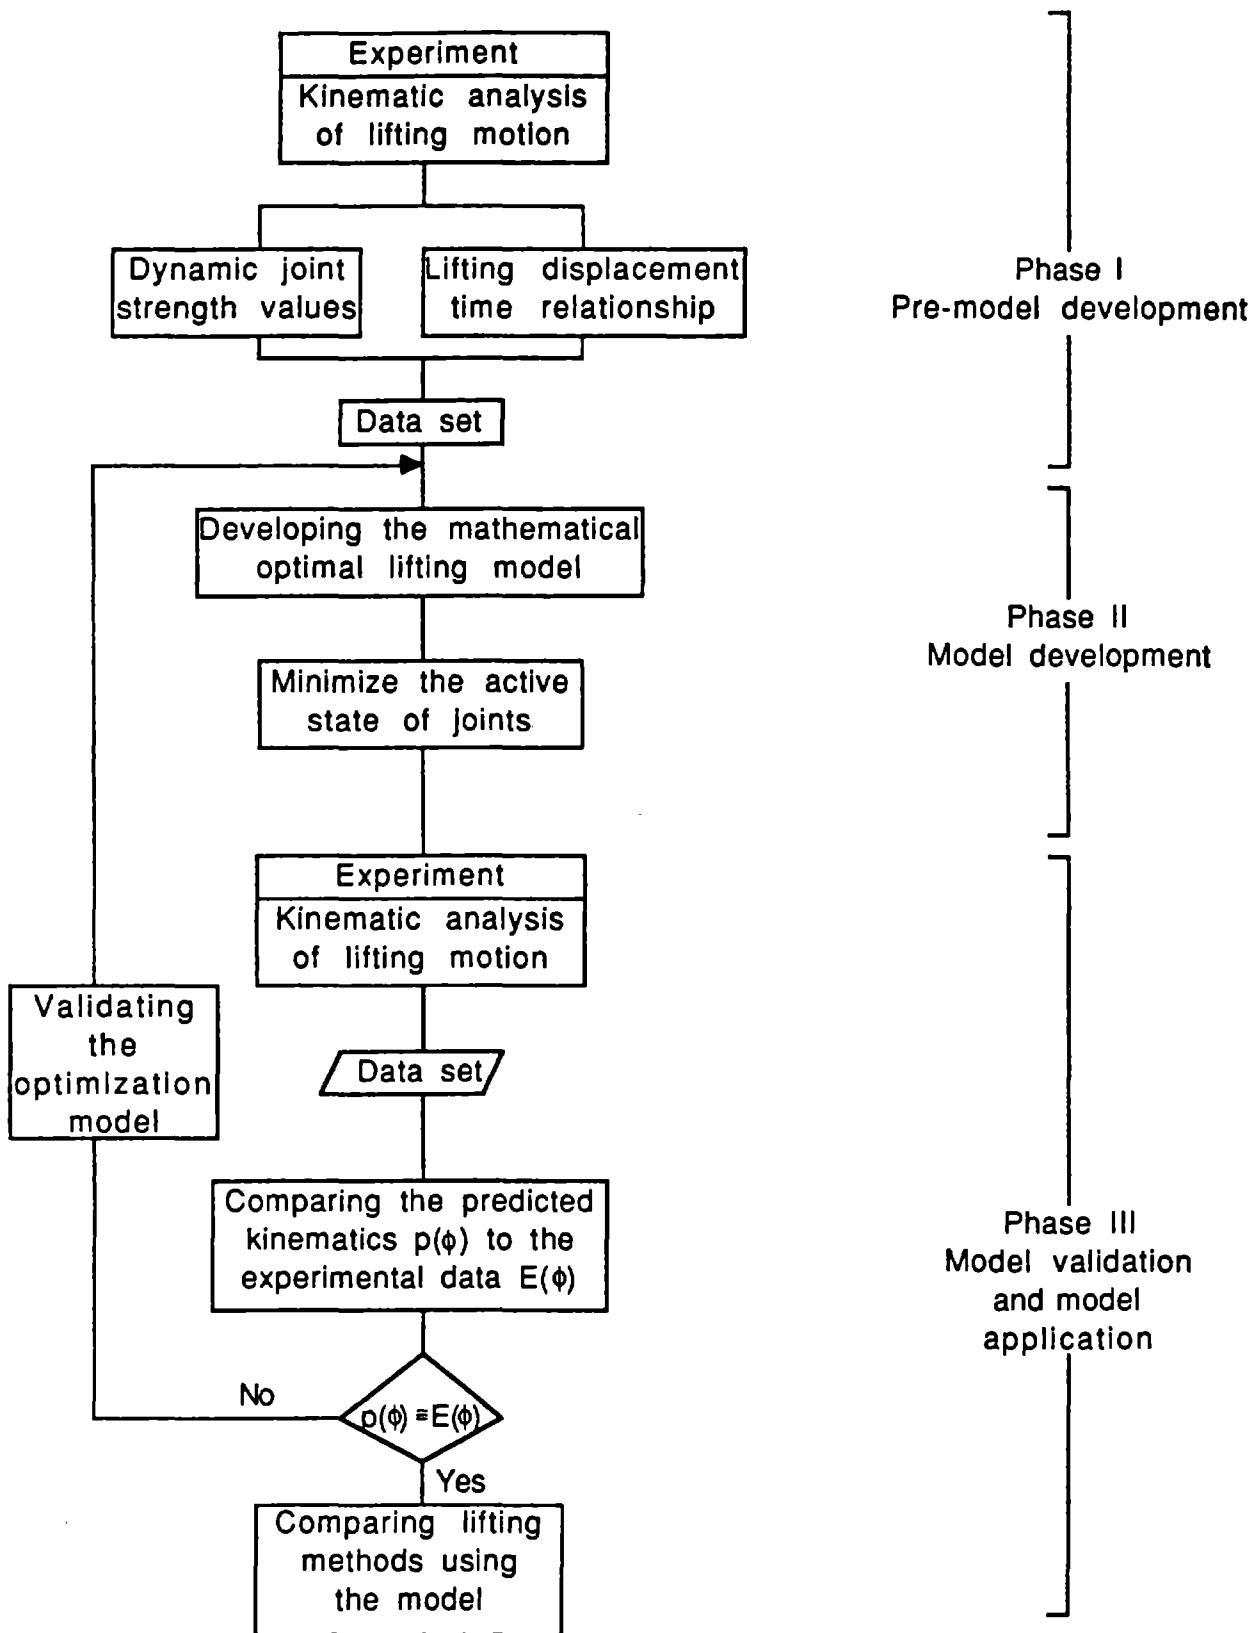 Experiment
Kinematic analysis
of lifting motion
Dynamic joint
strength values
Lifting displacement
time relationship
Data set
Phase I
Pre-model development
Developing the mathematical
optimal lifting model
Minimize the active
state of joints
Phase II
Model development
Experiment
Kinematic analysis
of lifting motion
Validating
the
optimization
model
Data set
Comparing the predicted
kinematics p(φ) to the
experimental data E(φ)
No
p(φ) ≅ E(φ)
Yes
Comparing lifting
methods using
the model
Phase III
Model validation
and model
application